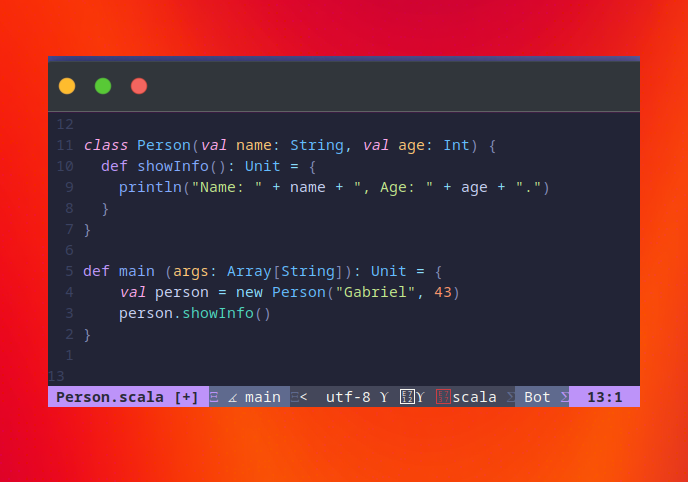 12
11 class Person(val name: String, val age: Int) {
10   def showInfo(): Unit = {
9     println("Name: " + name + ", Age: " + age + ".")
8   }
7 }
6
5 def main (args: Array[String]): Unit = {
4     val person = new Person("Gabriel", 43)
3     person.showInfo()
2 }
1
13
Person.scala [+] Ξ ∠ main Ξ< utf-8 Υ Υ scala Σ Bot Σ 13:1